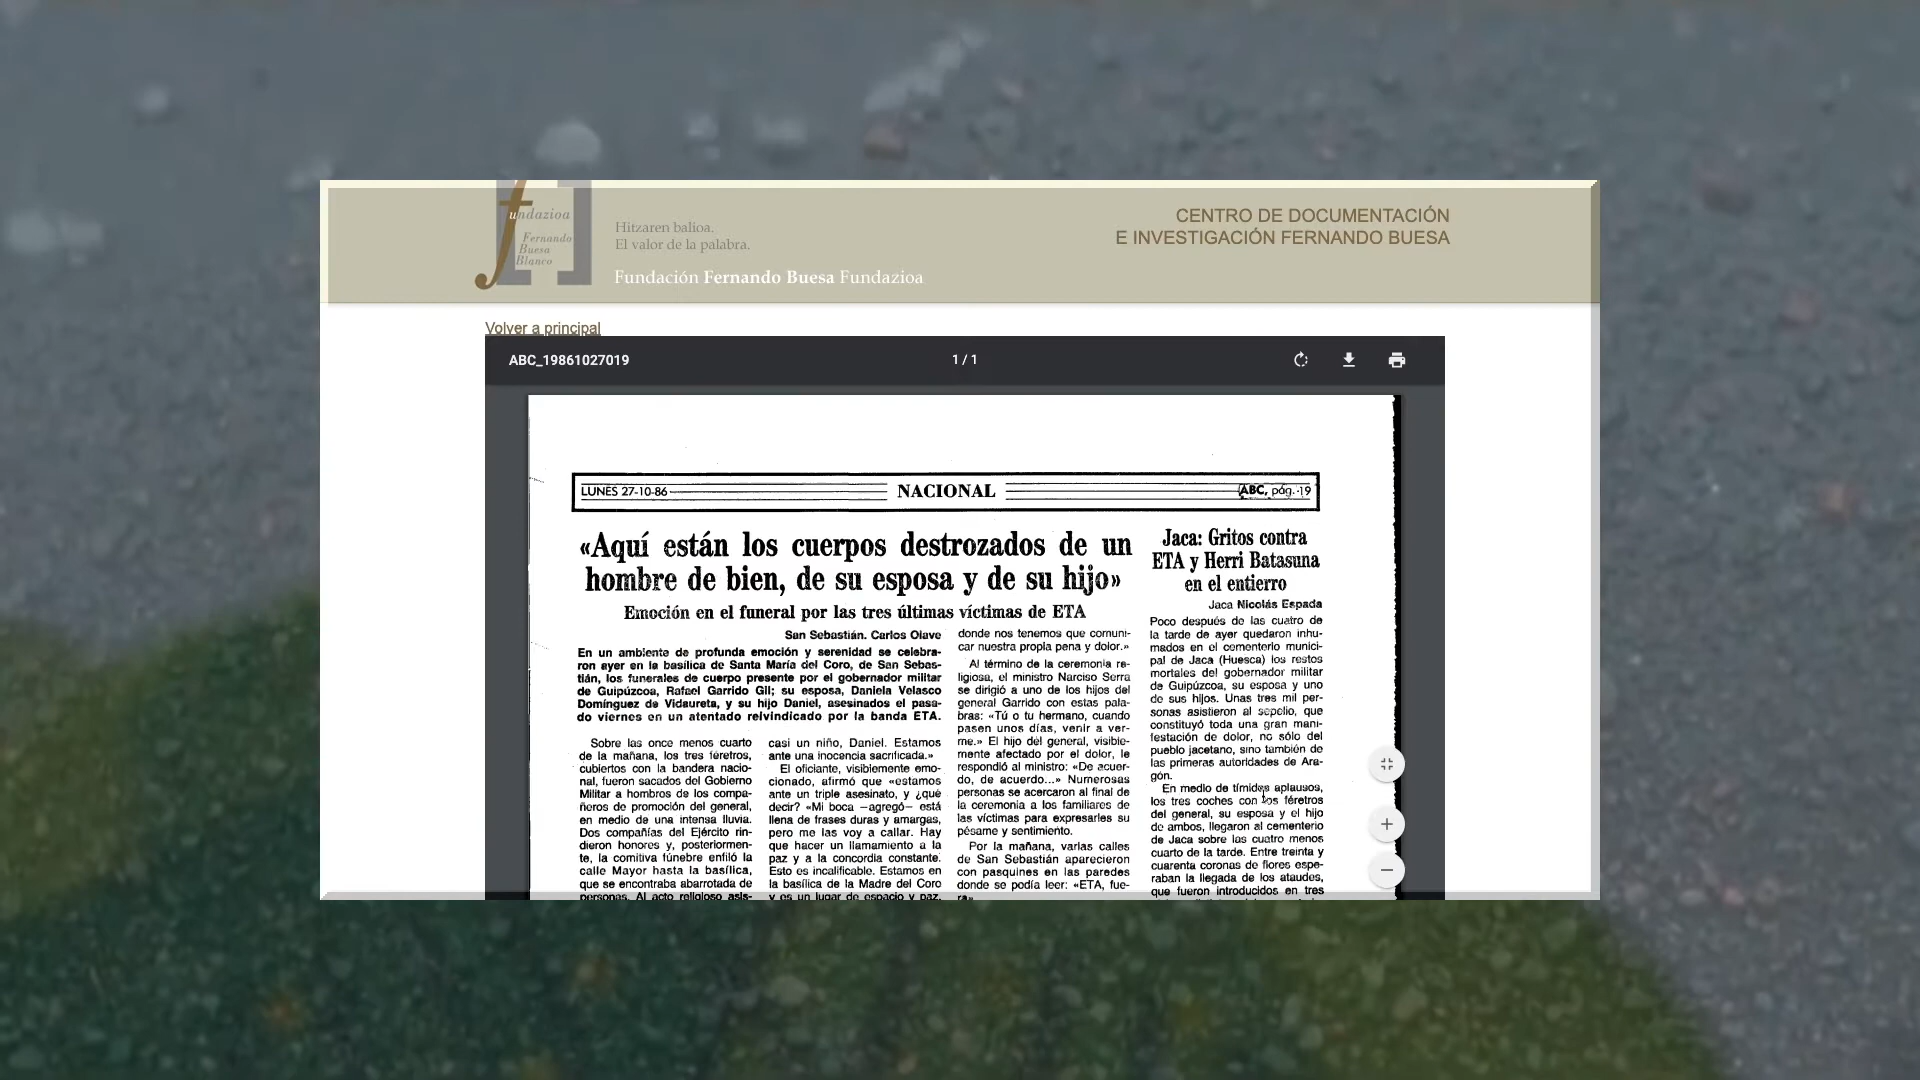 fundazioa
Fernando
Buesa
Blanco
Hitzaren balioa.
El valor de la palabra.
Fundación Fernando Buesa Fundazioa
CENTRO DE DOCUMENTACIÓN
E INVESTIGACIÓN FERNANDO BUESA
Volver a principal
ABC_19861027019
1 / 1
LUNES 27-10-86
NACIONAL
ABC, pág. 19
«Aquí están los cuerpos destrozados de un
hombre de bien, de su esposa y de su hijo»
Emoción en el funeral por las tres últimas víctimas de ETA
San Sebastián. Carlos Olave
En un ambiente de profunda emoción y serenidad se celebra-
ron ayer en la basílica de Santa María del Coro, de San Sebas-
tián, los funerales de cuerpo presente por el gobernador militar
de Guipúzcoa, Rafael Garrido Gil; su esposa, Daniela Velasco
Domínguez de Vidaureta, y su hijo Daniel, asesinados el pasa-
do viernes en un atentado reivindicado por la banda ETA.
Sobre las once menos cuarto
de la mañana, los tres féretros,
cubiertos con la bandera nacio-
nal, fueron sacados del Gobierno
Militar a hombros de los compa-
ñeros de promoción del general,
en medio de una intensa lluvia.
Dos compañías del Ejército rin-
dieron honores y, posteriormen-
te, la comitiva fúnebre enfiló la
calle Mayor hasta la basílica,
que se encontraba abarrotada de
personas. Al acto religioso asis-
casi un niño, Daniel. Estamos
ante una inocencia sacrificada.»
El oficiante, visiblemente emo-
cionado, afirmó que «estamos
ante un triple asesinato, y ¿qué
decir? «Mi boca —agregó— está
llena de frases duras y amargas,
pero me las voy a callar. Hay
que hacer un llamamiento a la
paz y a la concordia constante.
Esto es incalificable. Estamos en
la basílica de la Madre del Coro
y es un lugar de espacio y paz,
donde nos tenemos que comuni-
car nuestra propia pena y dolor.»
Al término de la ceremonia re-
ligiosa, el ministro Narciso Serra
se dirigió a uno de los hijos del
general Garrido con estas pala-
bras: «Tú o tu hermano, cuando
pasen unos días, venir a ver-
me.» El hijo del general, visible-
mente afectado por el dolor, le
respondió al ministro: «De acuer-
do, de acuerdo...» Numerosas
personas se acercaron al final de
la ceremonia a los familiares de
las víctimas para expresarles su
pésame y sentimiento.
Por la mañana, varias calles
de San Sebastián aparecieron
con pasquines en las paredes
donde se podía leer: «ETA, fue-
ra»
Jaca: Gritos contra
ETA y Herri Batasuna
en el entierro
Jaca Nicolás Espada
Poco después de las cuatro de
la tarde de ayer quedaron inhu-
mados en el cementerio munici-
pal de Jaca (Huesca) los restos
mortales del gobernador militar
de Guipúzcoa, su esposa y uno
de sus hijos. Unas tres mil per-
sonas asistieron al sepelio, que
constituyó toda una gran mani-
festación de dolor, no sólo del
pueblo jacetano, sino también de
las primeras autoridades de Ara-
gón.
En medio de tímidos aplausos,
los tres coches con los féretros
del general, su esposa y el hijo
de ambos, llegaron al cementerio
de Jaca sobre las cuatro menos
cuarto de la tarde. Entre treinta y
cuarenta coronas de flores espe-
raban la llegada de los ataudes,
que fueron introducidos en tres